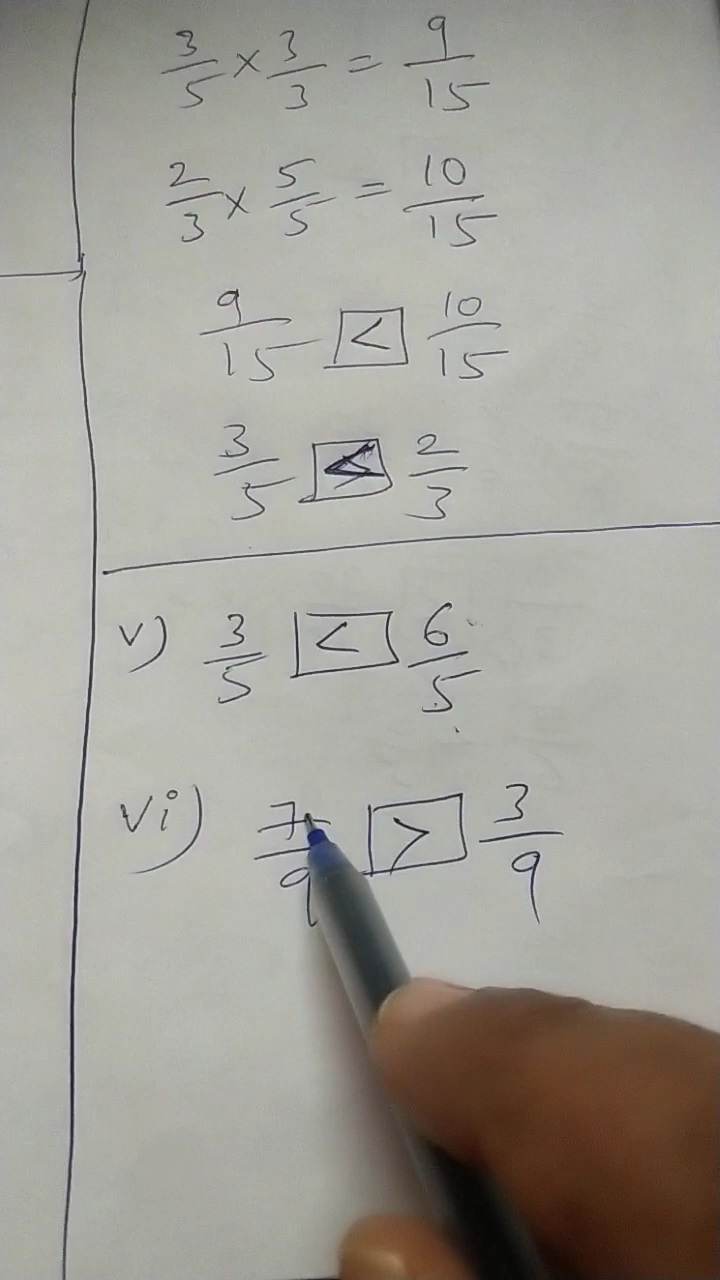 3/5 × 3/3 = 9/15
2/3 × 5/5 = 10/15
9/15 < 10/15
3/5 < 2/3
v) 3/5 < 6/5
vi) 7/9 > 3/9